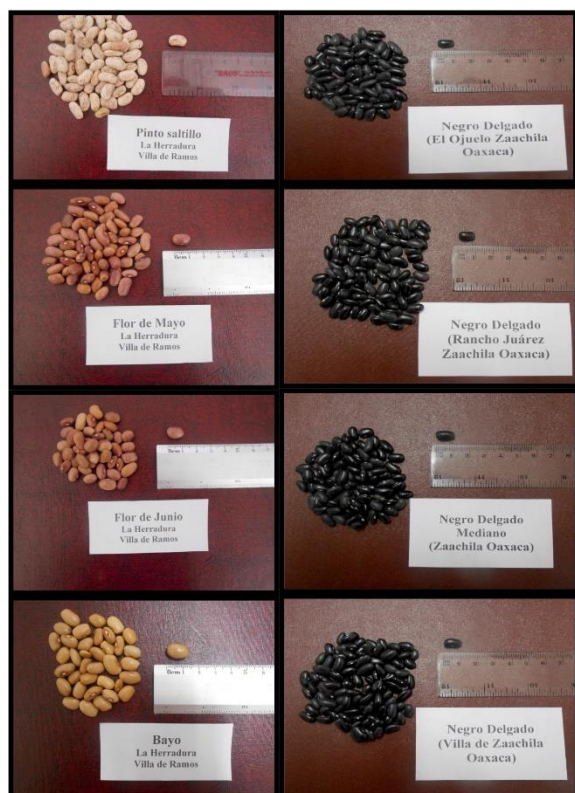 Pinto saltillo
La Herradura
Villa de Ramos
Negro Delgado
(El Ojuelo Zaachila
Oaxaca)
Flor de Mayo
La Herradura
Villa de Ramos
Negro Delgado
(Rancho Juárez
Zaachila Oaxaca)
Flor de Junio
La Herradura
Villa de Ramos
Negro Delgado
Mediano
(Zaachila Oaxaca)
Bayo
La Herradura
Villa de Ramos
Negro Delgado
(Villa de Zaachila
Oaxaca)